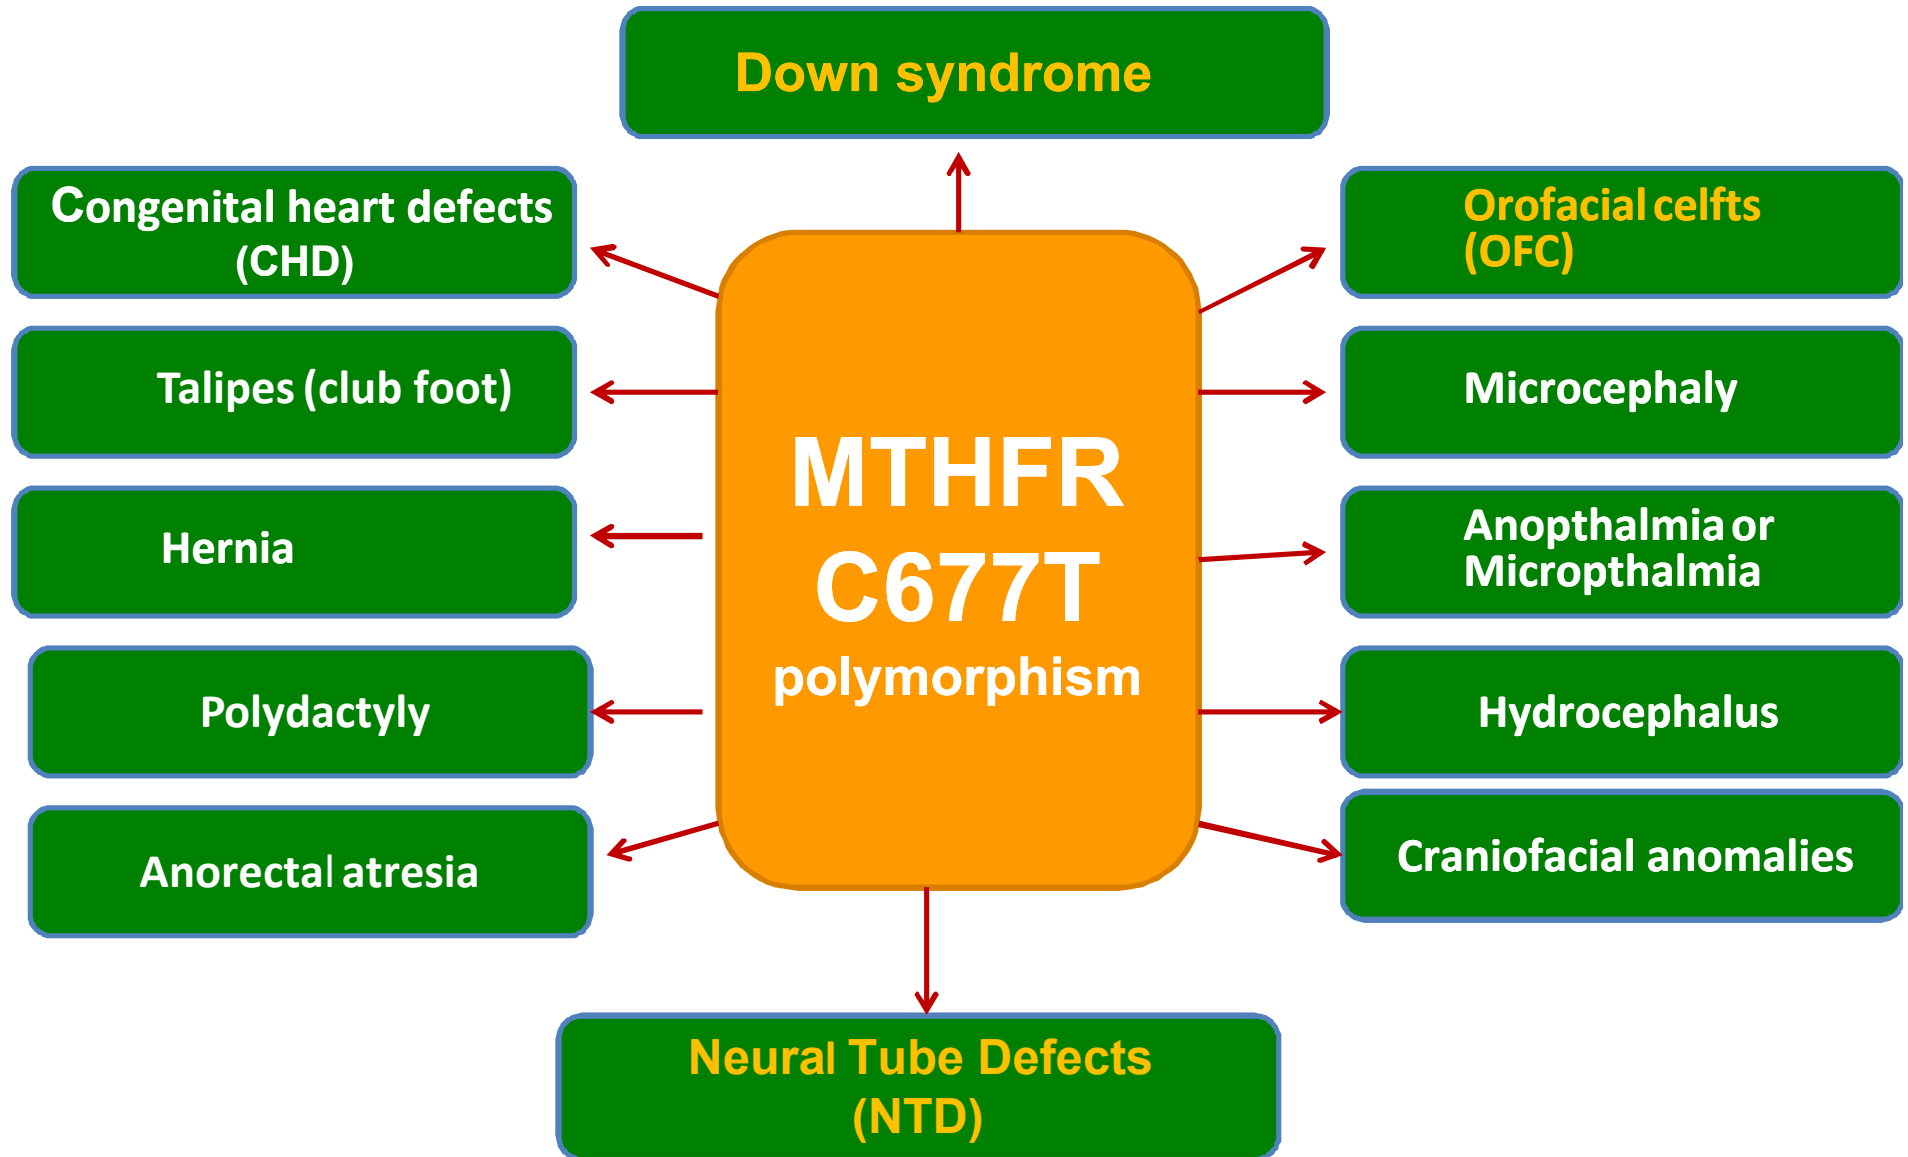 Down syndrome
Congenital heart defects
(CHD)
Talipes (club foot)
Hernia
Polydactyly
Anorectal atresia
MTHFR
C677T
polymorphism
Orofacial celfts
(OFC)
Microcephaly
Anopthalmia or
Micropthalmia
Hydrocephalus
Craniofacial anomalies
Neural Tube Defects
(NTD)